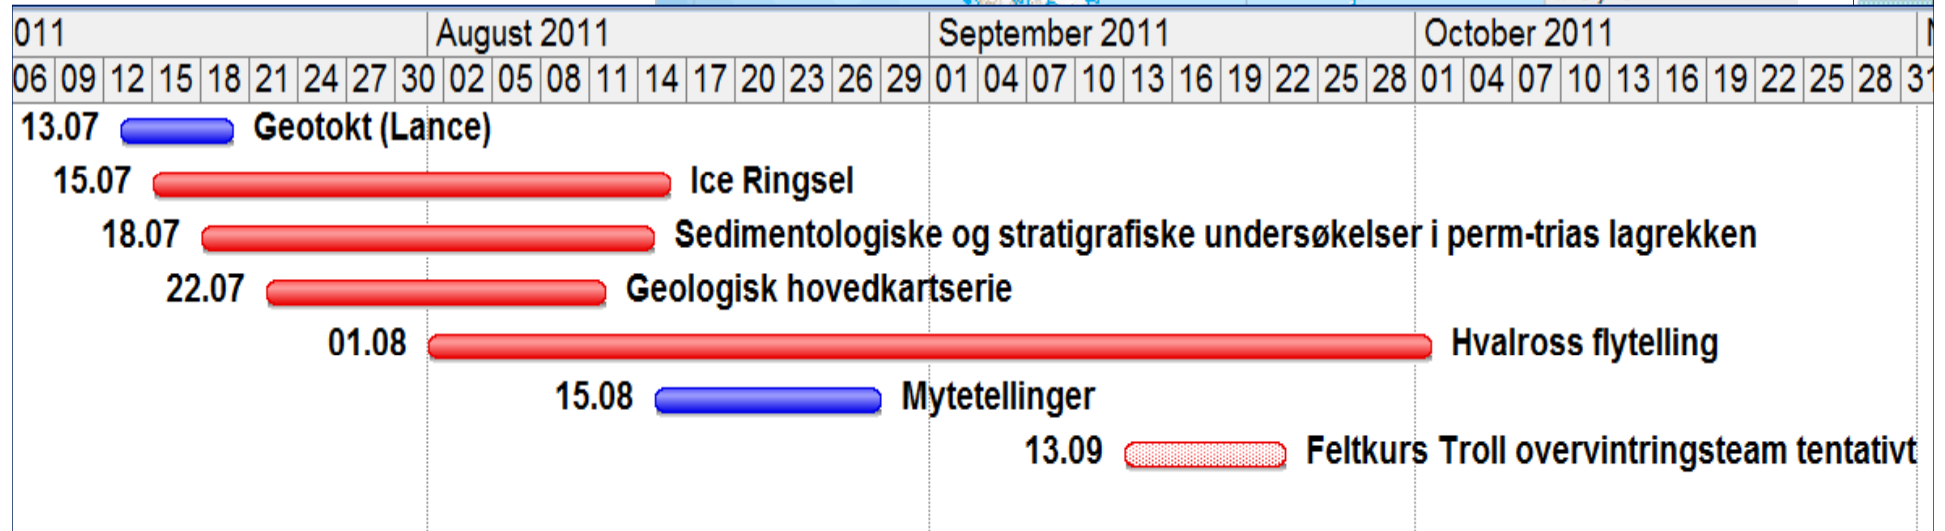 011 August 2011 September 2011 October 2011
06 09 12 15 18 21 24 27 30 02 05 08 11 14 17 20 23 26 29 01 04 07 10 13 16 19 22 25 28 01 04 07 10 13 16 19 22 25 28 31
13.07 Geotokt (Lance)
15.07 Ice Ringsel
18.07 Sedimentologiske og stratigrafiske undersøkelser i perm-trias lagrekken
22.07 Geologisk hovedkartserie
01.08 Hvalross flytelling
15.08 Mytetellinger
13.09 Feltkurs Troll overvintringsteam tentativt